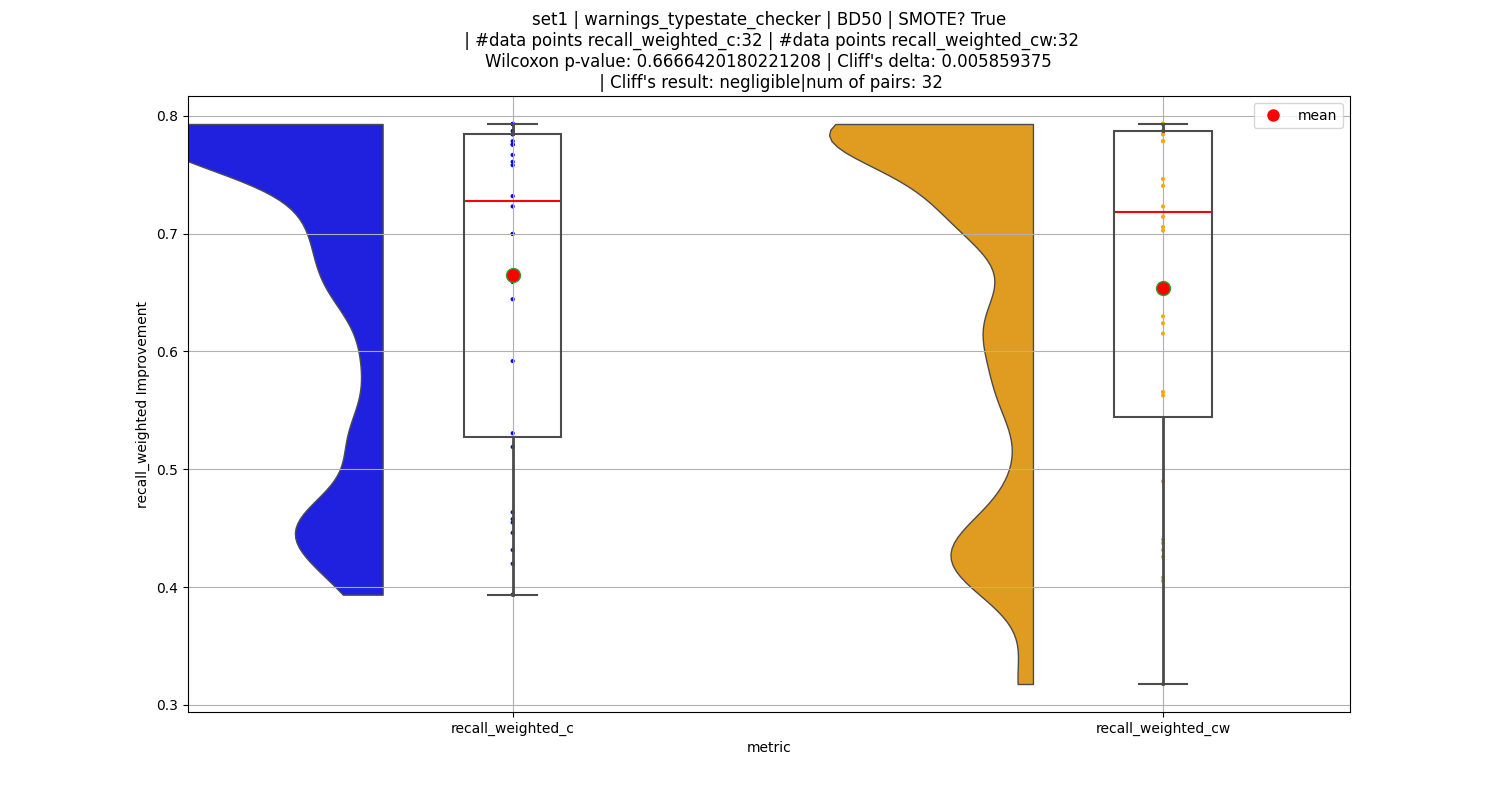 set1 | warnings_typestate_checker | BD50 | SMOTE? True
| #data points recall_weighted_c:32 | #data points recall_weighted_cw:32
Wilcoxon p-value: 0.6666420180221208 | Cliff's delta: 0.005859375
| Cliff's result: negligible|num of pairs: 32
mean
recall_weighted Improvement
0.8
0.7
0.6
0.5
0.4
0.3
recall_weighted_c
recall_weighted_cw
metric